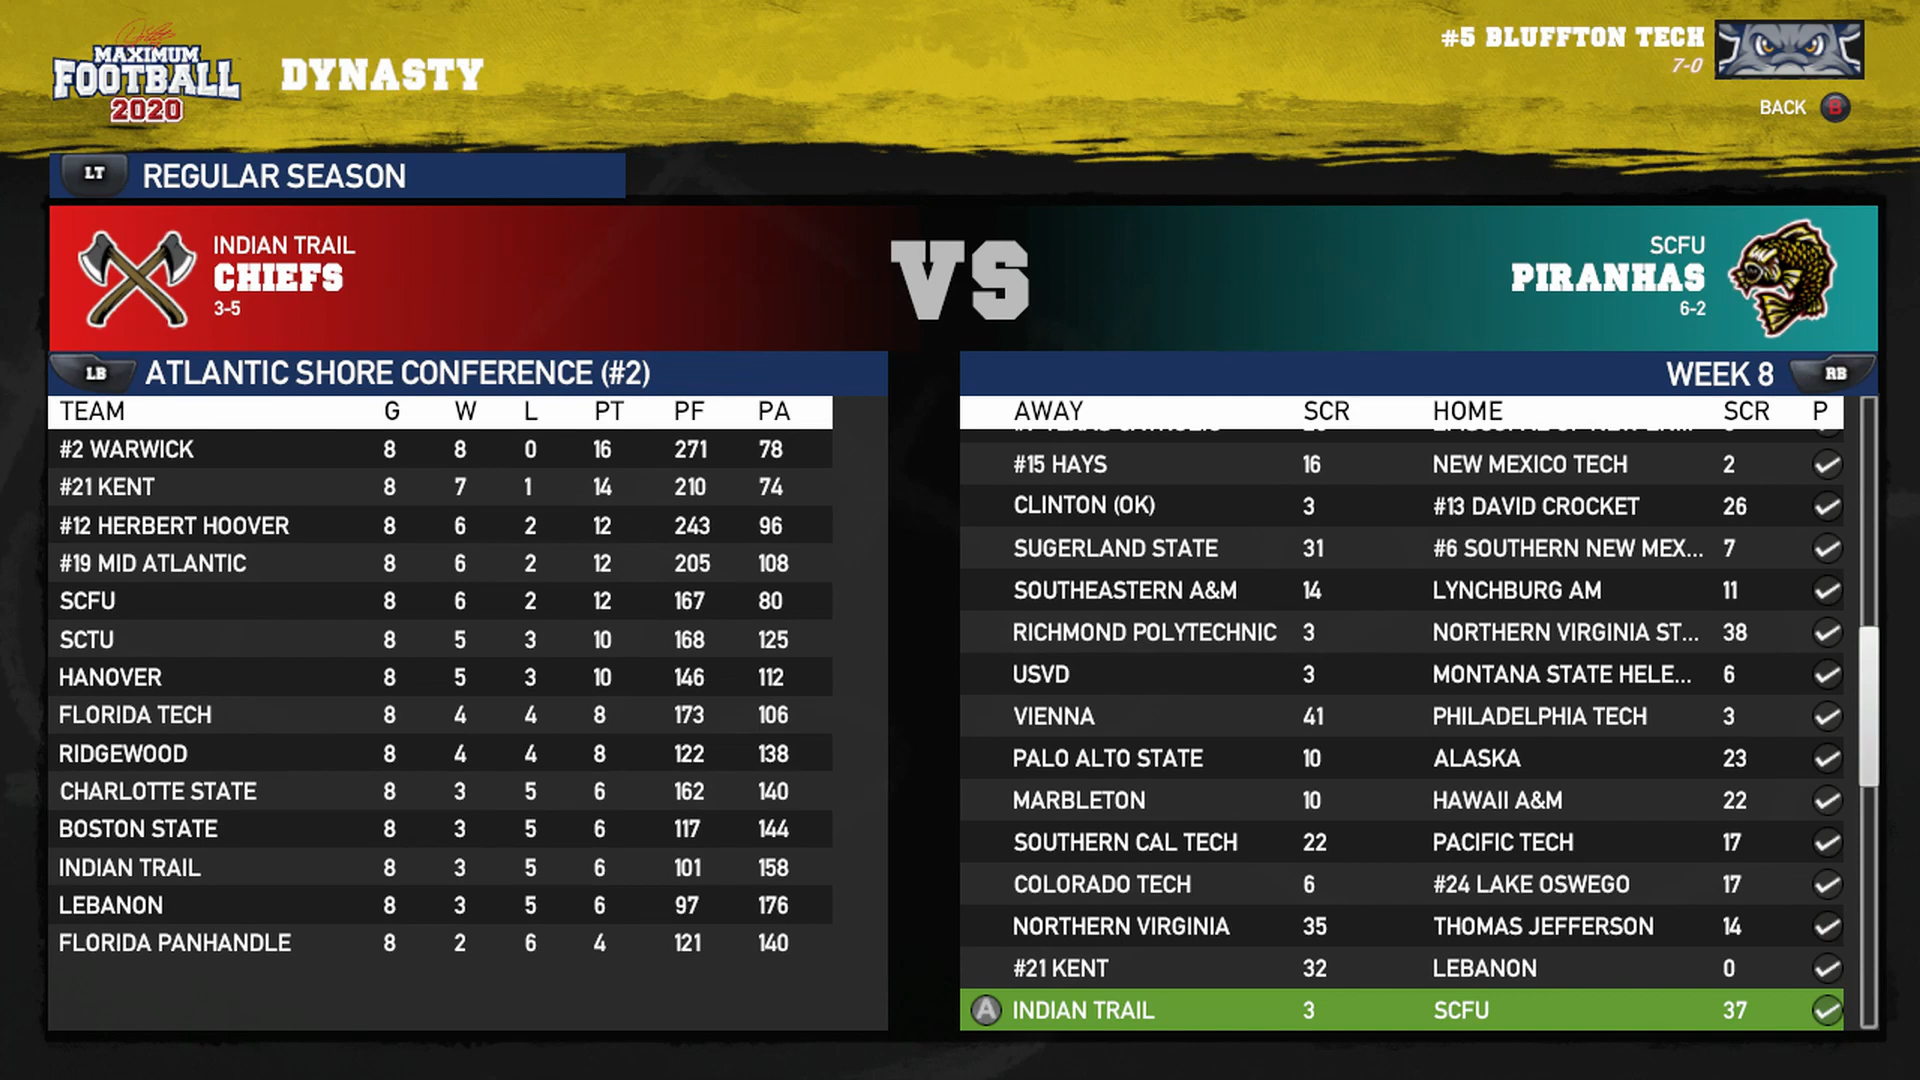 MAXIMUM
FOOTBALL
2020
DYNASTY
#5 BLUFFTON TECH
7-0
BACK B
LT REGULAR SEASON
INDIAN TRAIL
CHIEFS
3-5
VS
SCFU
PIRANHAS
6-2
LB ATLANTIC SHORE CONFERENCE (#2)
TEAM G W L PT PF PA
#2 WARWICK 8 8 0 16 271 78
#21 KENT 8 7 1 14 210 74
#12 HERBERT HOOVER 8 6 2 12 243 96
#19 MID ATLANTIC 8 6 2 12 205 108
SCFU 8 6 2 12 167 80
SCTU 8 5 3 10 168 125
HANOVER 8 5 3 10 146 112
FLORIDA TECH 8 4 4 8 173 106
RIDGEWOOD 8 4 4 8 122 138
CHARLOTTE STATE 8 3 5 6 162 140
BOSTON STATE 8 3 5 6 117 144
INDIAN TRAIL 8 3 5 6 101 158
LEBANON 8 3 5 6 97 176
FLORIDA PANHANDLE 8 2 6 4 121 140
WEEK 8 RB
AWAY SCR HOME SCR P
#15 HAYS 16 NEW MEXICO TECH 2
CLINTON (OK) 3 #13 DAVID CROCKET 26
SUGERLAND STATE 31 #6 SOUTHERN NEW MEX... 7
SOUTHEASTERN A&M 14 LYNCHBURG AM 11
RICHMOND POLYTECHNIC 3 NORTHERN VIRGINIA ST... 38
USVD 3 MONTANA STATE HELE... 6
VIENNA 41 PHILADELPHIA TECH 3
PALO ALTO STATE 10 ALASKA 23
MARBLETON 10 HAWAII A&M 22
SOUTHERN CAL TECH 22 PACIFIC TECH 17
COLORADO TECH 6 #24 LAKE OSWEGO 17
NORTHERN VIRGINIA 35 THOMAS JEFFERSON 14
#21 KENT 32 LEBANON 0
A INDIAN TRAIL 3 SCFU 37